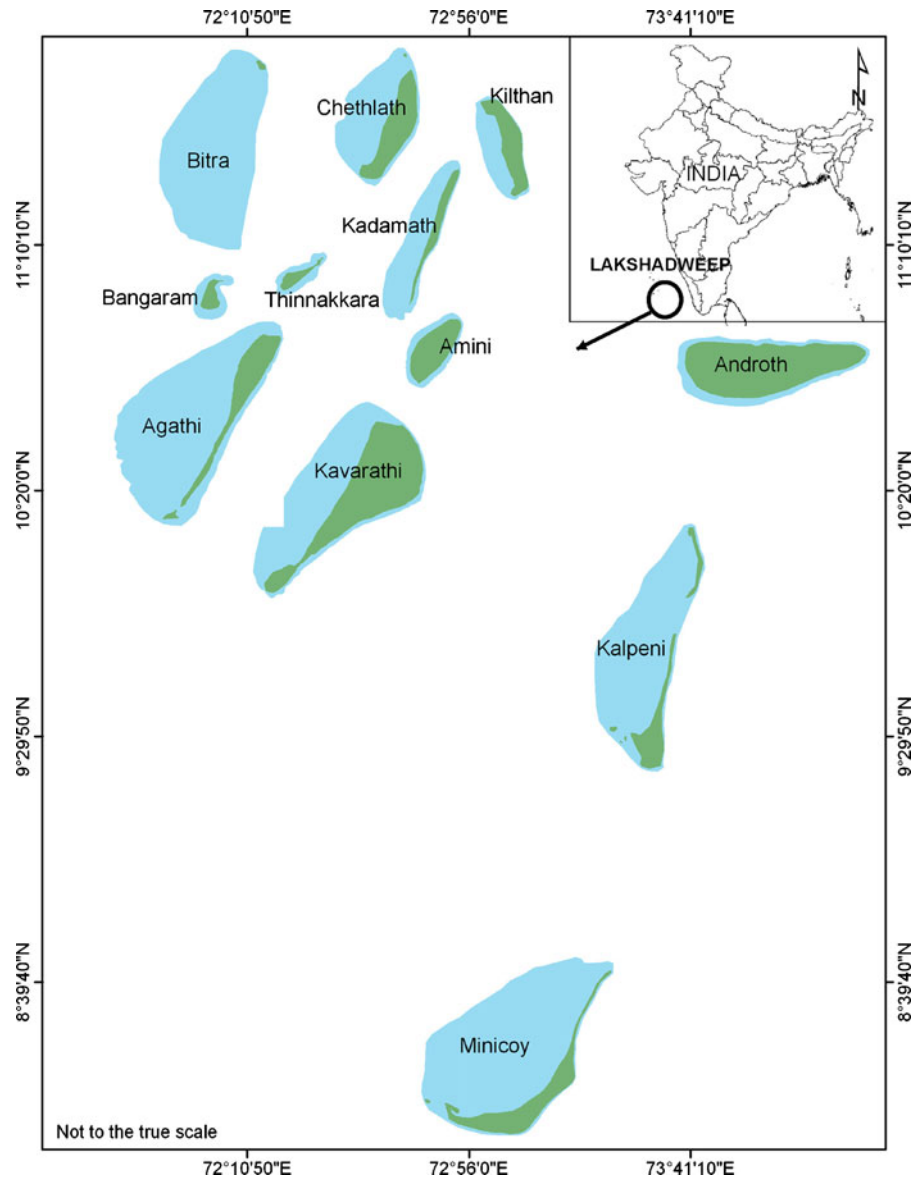 72°10'50"E
72°56'0"E
73°41'10"E
N
Kilthan
Chethlath
Bitra
INDIA
Kadamath
11°10'10"N
11°10'10"N
LAKSHADWEEP
Bangaram
Thinnakkara
Amini
Androth
Agathi
Kavarathi
10°20'0"N
10°20'0"N
Kalpeni
9°29'50"N
9°29'50"N
8°39'40"N
8°39'40"N
Minicoy
Not to the true scale
72°10'50"E
72°56'0"E
73°41'10"E